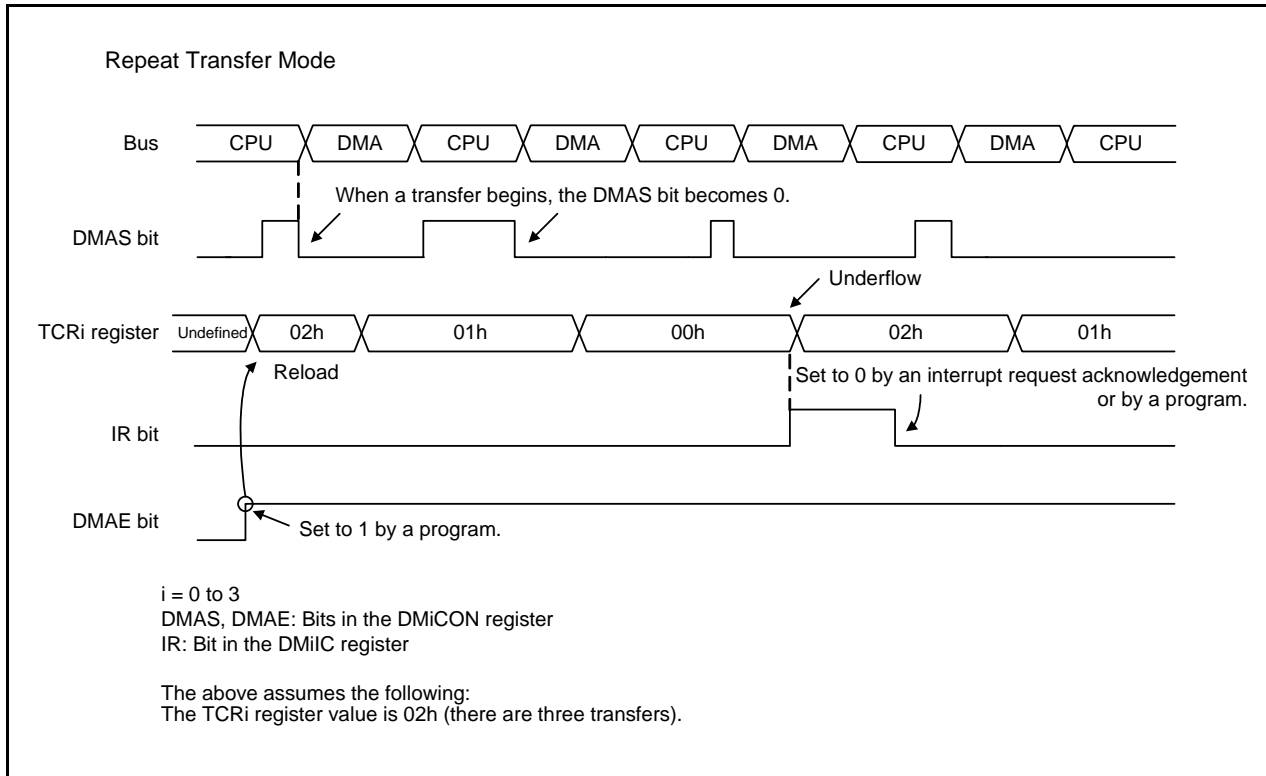 Repeat Transfer Mode
Bus CPU DMA CPU DMA CPU DMA CPU DMA CPU
When a transfer begins, the DMAS bit becomes 0.
DMAS bit
Underflow
TCRi register Undefined 02h 01h 00h 02h 01h
Reload
Set to 0 by an interrupt request acknowledgement
or by a program.
IR bit
DMAE bit
Set to 1 by a program.
i = 0 to 3
DMAS, DMAE: Bits in the DMiCON register
IR: Bit in the DMiIC register
The above assumes the following:
The TCRi register value is 02h (there are three transfers).